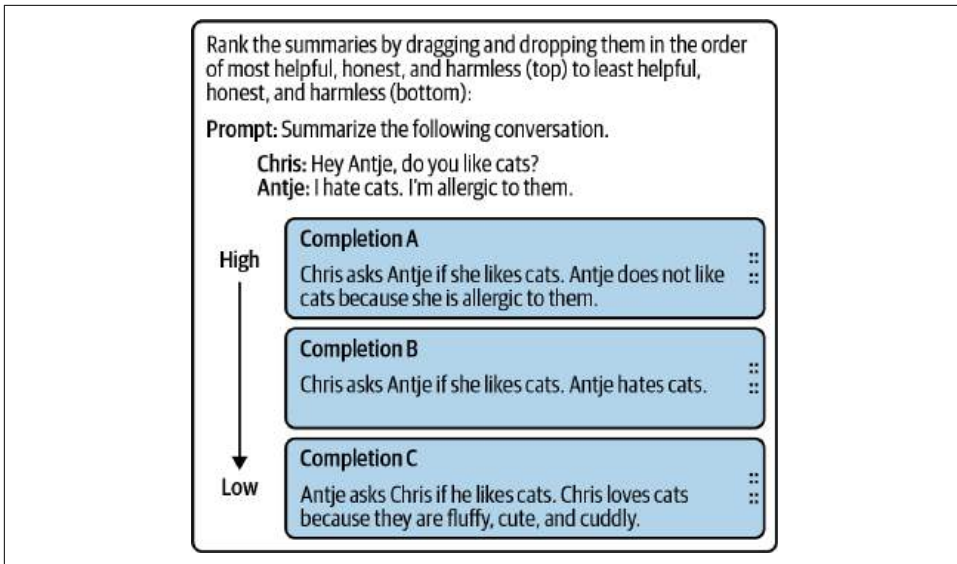 Rank the summaries by dragging and dropping them in the order
of most helpful, honest, and harmless (top) to least helpful,
honest, and harmless (bottom):
Prompt: Summarize the following conversation.
Chris: Hey Antje, do you like cats?
Antje: I hate cats. I'm allergic to them.
High
Completion A
Chris asks Antje if she likes cats. Antje does not like
cats because she is allergic to them.
Completion B
Chris asks Antje if she likes cats. Antje hates cats.
Low
Completion C
Antje asks Chris if he likes cats. Chris loves cats
because they are fluffy, cute, and cuddly.